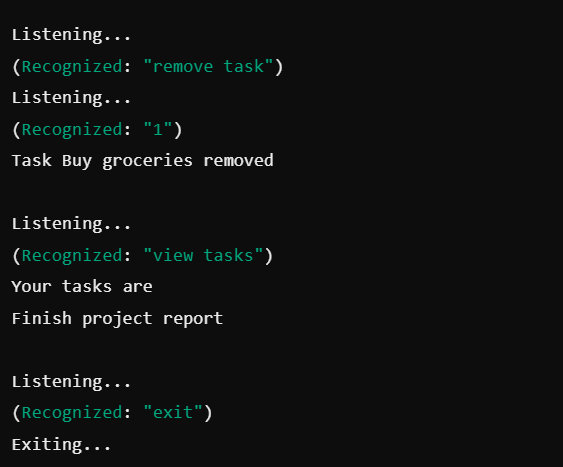 Listening...
(Recognized: "remove task")
Listening...
(Recognized: "1")
Task Buy groceries removed
Listening...
(Recognized: "view tasks")
Your tasks are
Finish project report
Listening...
(Recognized: "exit")
Exiting...